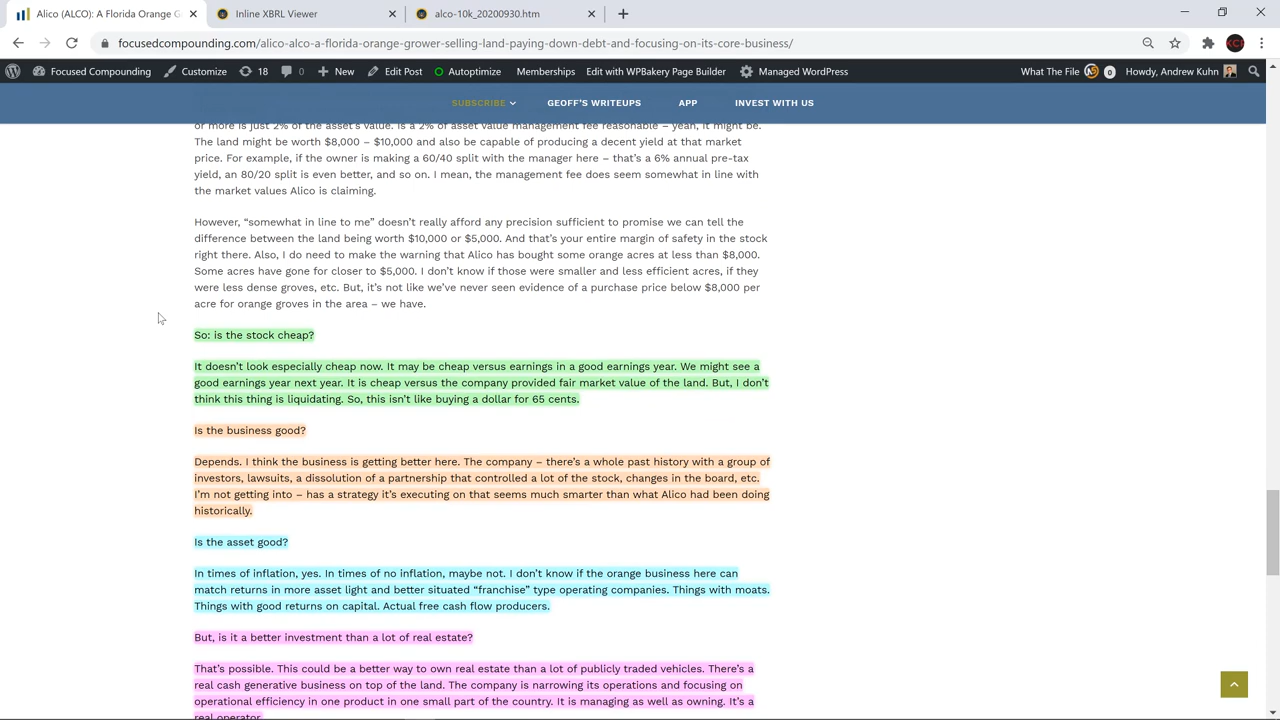 Alico (ALCO): A Florida Orange G
Inline XBRL Viewer
alco-10k_20200930.htm
focusedcompounding.com/alico-alco-a-florida-orange-grower-selling-land-paying-down-debt-and-focusing-on-its-core-business/
Focused Compounding Customize 18 0 New Edit Post Autoptimize Memberships Edit with WPBakery Page Builder Managed WordPress What The File 0 Howdy, Andrew Kuhn
SUBSCRIBE GEOFF'S WRITEUPS APP INVEST WITH US
or more is just 2% of the asset's value. Is a 2% of asset value management fee reasonable – yeah, it might be.
The land might be worth $8,000 – $10,000 and also be capable of producing a decent yield at that market
price. For example, if the owner is making a 60/40 split with the manager here – that's a 6% annual pre-tax
yield, an 80/20 split is even better, and so on. I mean, the management fee does seem somewhat in line with
the market values Alico is claiming.
However, “somewhat in line to me” doesn't really afford any precision sufficient to promise we can tell the
difference between the land being worth $10,000 or $5,000. And that's your entire margin of safety in the stock
right there. Also, I do need to make the warning that Alico has bought some orange acres at less than $8,000.
Some acres have gone for closer to $5,000. I don't know if those were smaller and less efficient acres, if they
were less dense groves, etc. But, it's not like we've never seen evidence of a purchase price below $8,000 per
acre for orange groves in the area – we have.
So: is the stock cheap?
It doesn't look especially cheap now. It may be cheap versus earnings in a good earnings year. We might see a
good earnings year next year. It is cheap versus the company provided fair market value of the land. But, I don't
think this thing is liquidating. So, this isn't like buying a dollar for 65 cents.
Is the business good?
Depends. I think the business is getting better here. The company – there's a whole past history with a group of
investors, lawsuits, a dissolution of a partnership that controlled a lot of the stock, changes in the board, etc.
I'm not getting into – has a strategy it's executing on that seems much smarter than what Alico had been doing
historically.
Is the asset good?
In times of inflation, yes. In times of no inflation, maybe not. I don't know if the orange business here can
match returns in more asset light and better situated “franchise” type operating companies. Things with moats.
Things with good returns on capital. Actual free cash flow producers.
But, is it a better investment than a lot of real estate?
That's possible. This could be a better way to own real estate than a lot of publicly traded vehicles. There's a
real cash generative business on top of the land. The company is narrowing its operations and focusing on
operational efficiency in one product in one small part of the country. It is managing as well as owning. It's a
real operator.